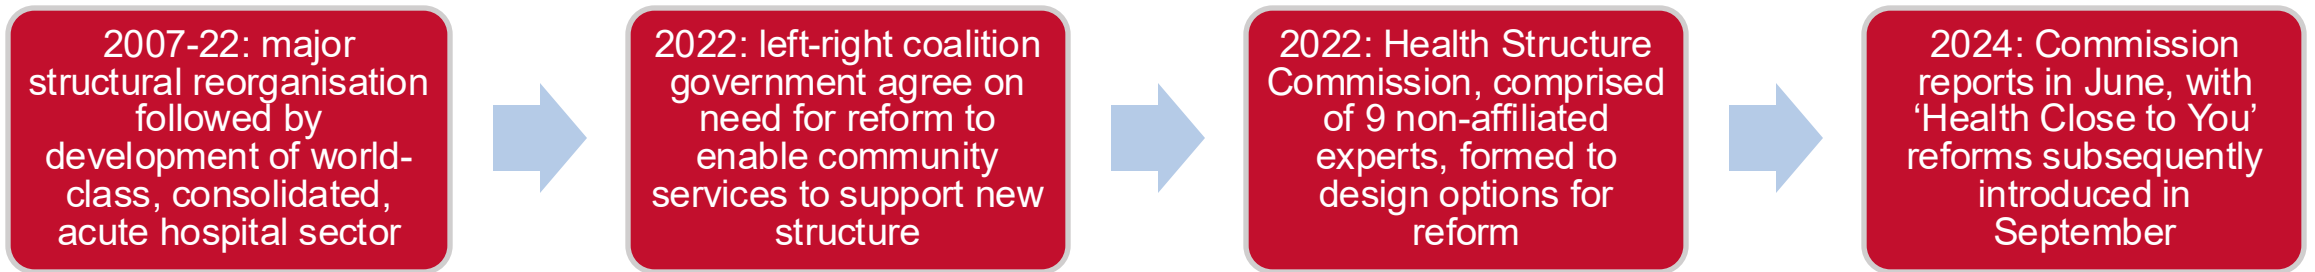 2007-22: major
structural reorganisation
followed by
development of world-
class, consolidated,
acute hospital sector
2022: left-right coalition
government agree on
need for reform to
enable community
services to support new
structure
2022: Health Structure
Commission, comprised
of 9 non-affiliated
experts, formed to
design options for
reform
2024: Commission
reports in June, with
‘Health Close to You’
reforms subsequently
introduced in
September